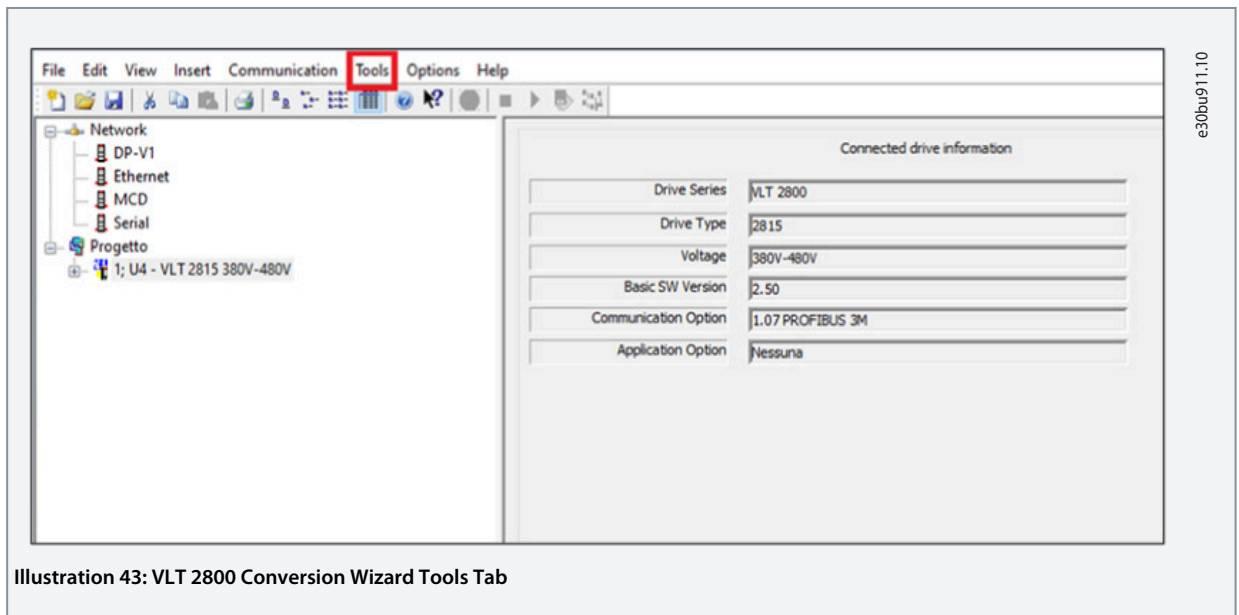 File Edit View Insert Communication Tools Options Help
Network
DP-V1
Ethernet
MCD
Serial
Progetto
1; U4 - VLT 2815 380V-480V
Connected drive information
Drive Series VLT 2800
Drive Type 2815
Voltage 380V-480V
Basic SW Version 2.50
Communication Option 1.07 PROFIBUS 3M
Application Option Nessuna
e30bu911.10
Illustration 43: VLT 2800 Conversion Wizard Tools Tab